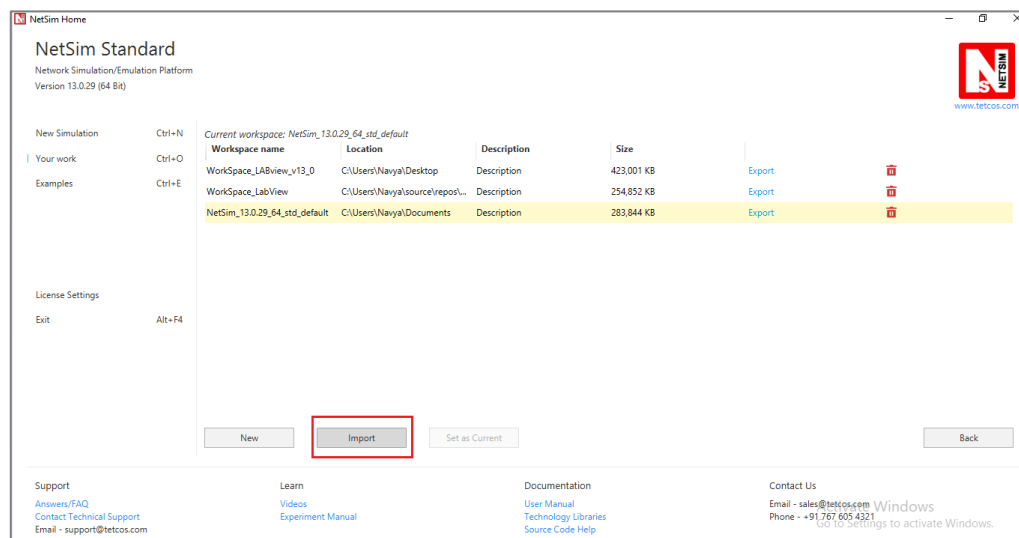 NetSim Home
NetSim Standard
Network Simulation/Emulation Platform
Version 13.0.29 (64 Bit)
NETSIM
www.tetcos.com
New Simulation Ctrl+N
Your work Ctrl+O
Examples Ctrl+E
License Settings
Exit Alt+F4
Current workspace: NetSim_13.0.29_64_std_default
Workspace name Location Description Size
WorkSpace_LABview_v13_0 C:\Users\Navya\Desktop Description 423,001 KB Export
WorkSpace_LabView C:\Users\Navya\source\repos\... Description 254,852 KB Export
NetSim_13.0.29_64_std_default C:\Users\Navya\Documents Description 283,844 KB Export
New Import Set as Current Back
Support Learn Documentation Contact Us
Answers/FAQ Videos User Manual Email - sales@tetcos.com
Contact Technical Support Experiment Manual Technology Libraries Phone - +91 767 605 4321
Email - support@tetcos.com Source Code Help
Activate Windows
Go to Settings to activate Windows.